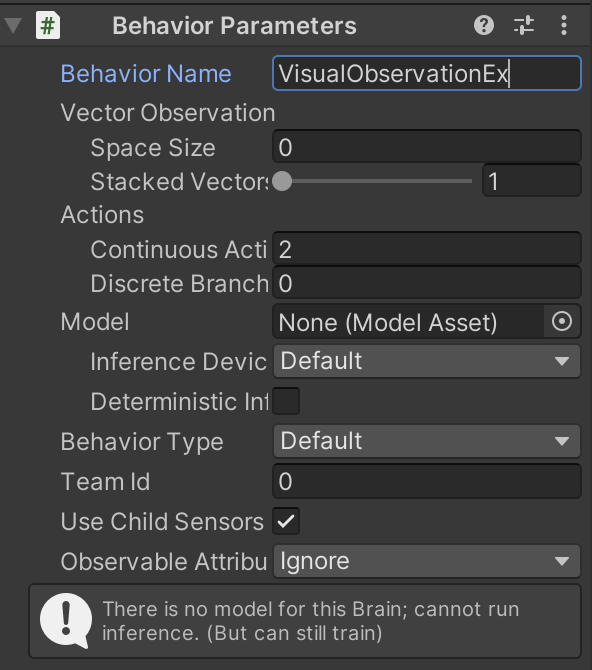 # Behavior Parameters
Behavior Name VisualObservationEx
Vector Observation
Space Size 0
Stacked Vectors 1
Actions
Continuous Acti 2
Discrete Branch 0
Model None (Model Asset)
Inference Devic Default
Deterministic Inf
Behavior Type Default
Team Id 0
Use Child Sensors
Observable Attribu Ignore
There is no model for this Brain; cannot run
inference. (But can still train)